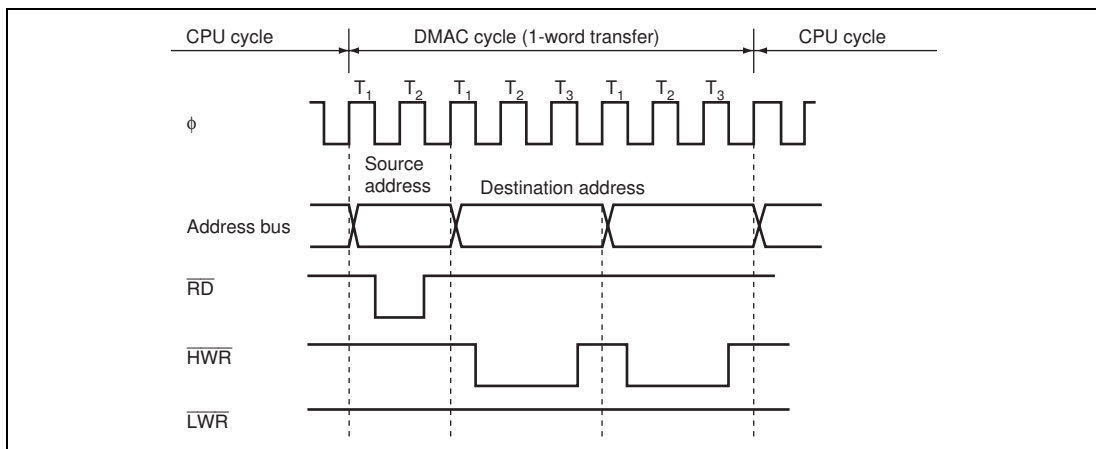 CPU cycle DMAC cycle (1-word transfer) CPU cycle
T1 T2 T1 T2 T3 T1 T2 T3
ϕ
Source
address
Destination address
Address bus
RD
HWR
LWR